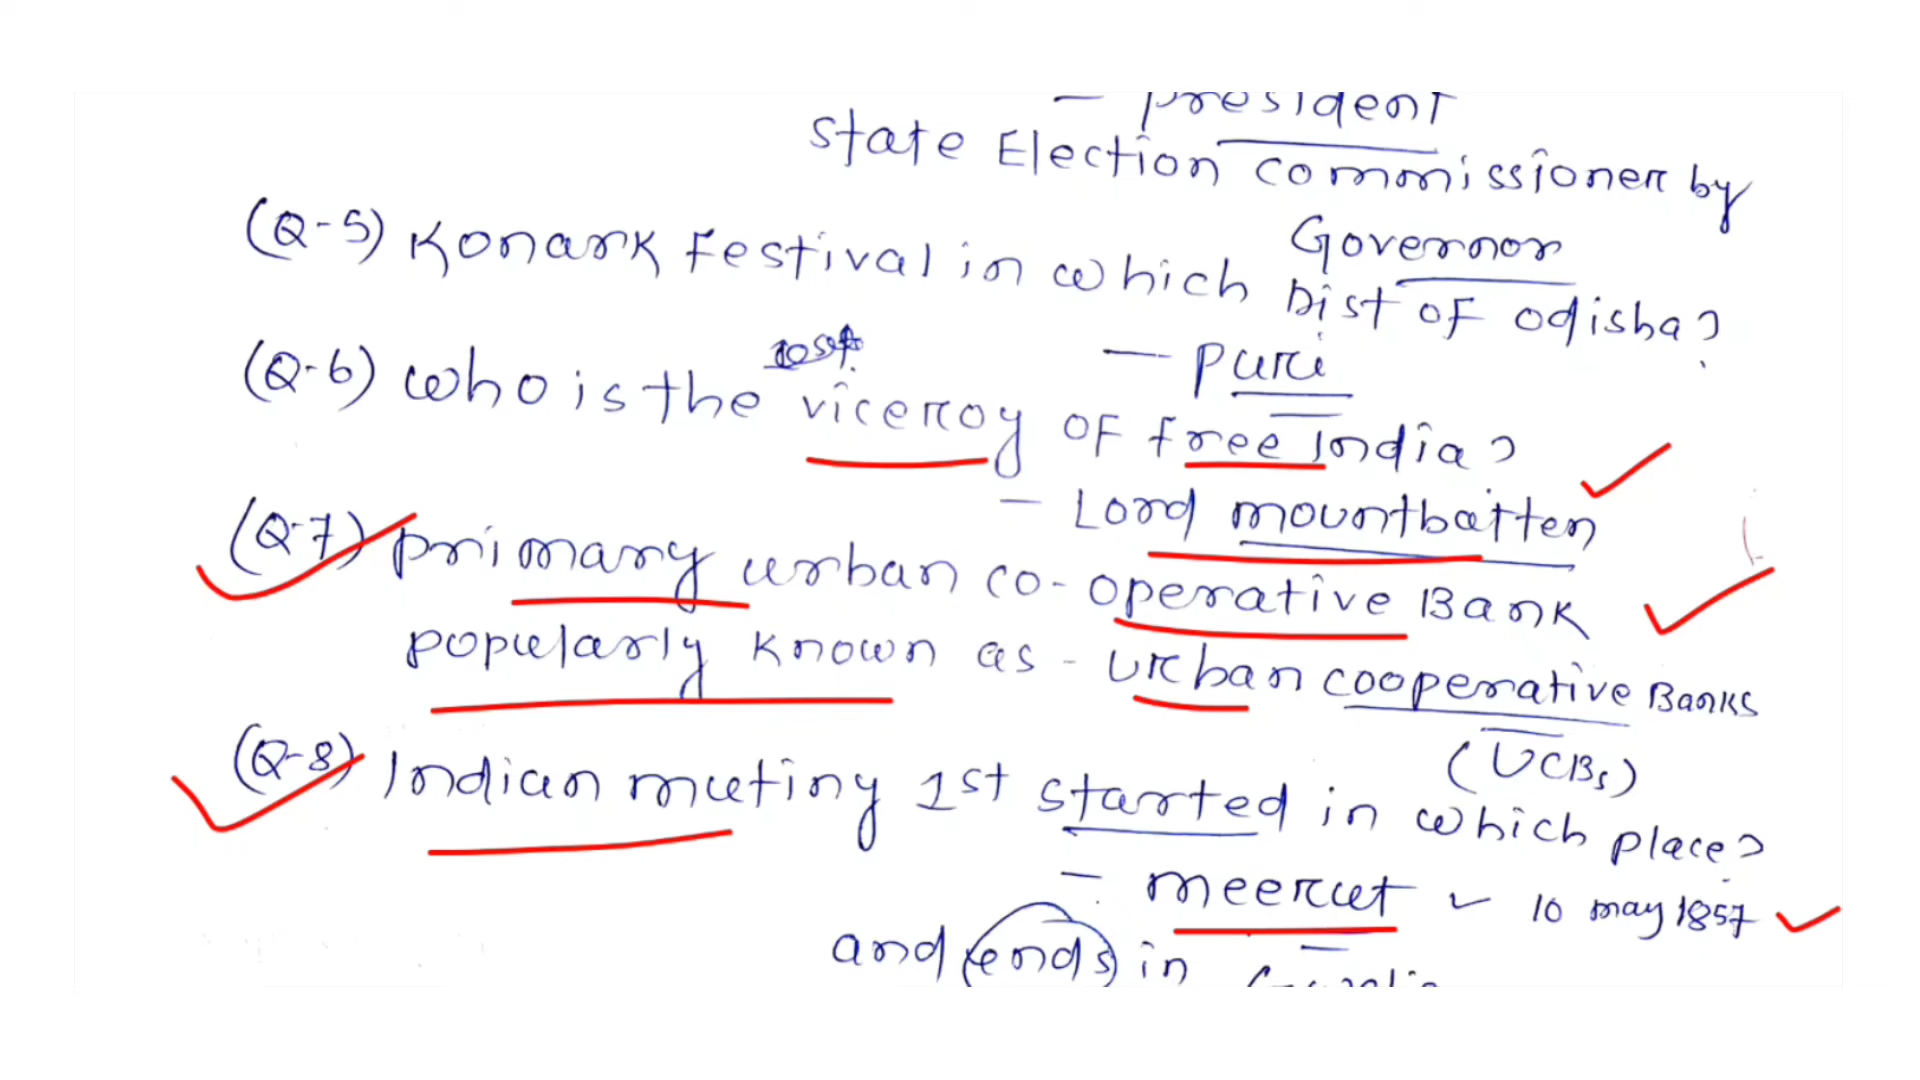 - President
State Election commissioner by
Governor
(Q-5) Konark Festival in which Dist of odisha?
- Puri
(Q-6) who is the viceroy of free India?
- Lord mountbatten
(Q-7) primary urban co-operative Bank
popularly known as - Urban cooperative Banks
(UCBs)
(Q-8) Indian mutiny 1st started in which place?
- meerut 10 may 1857
and ends in